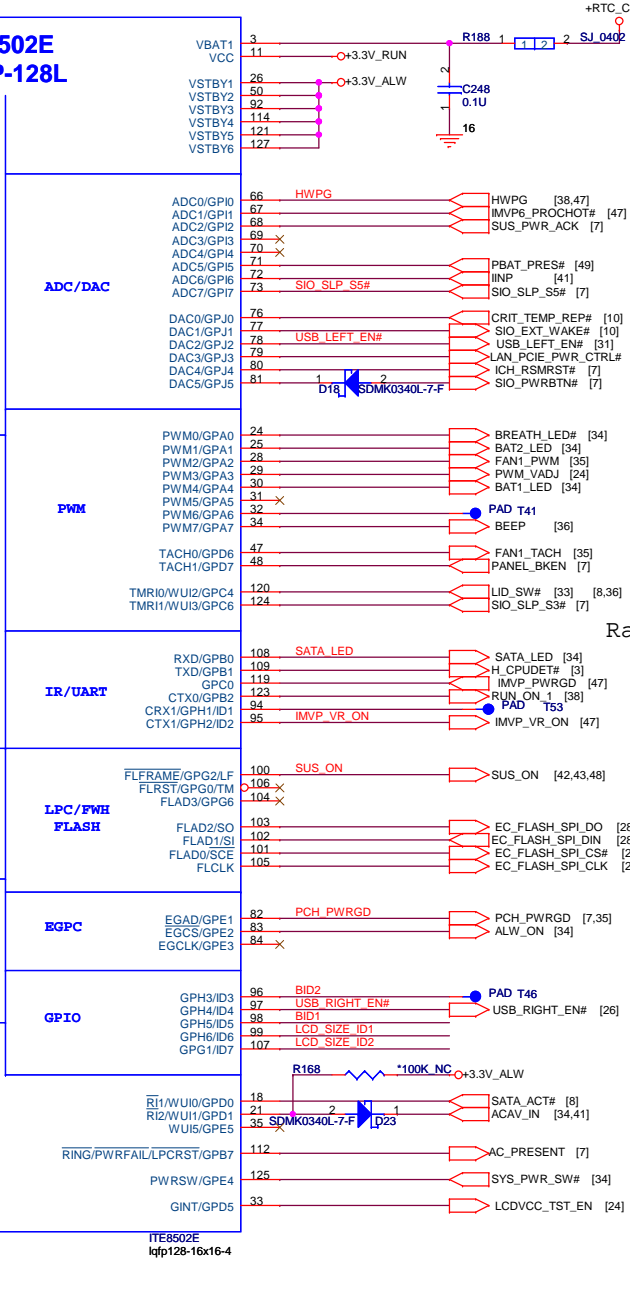 +RTC_C
502E
P-128L
VBAT1 3 R188 1 1 2 2 SJ_0402
VCC 11 +3.3V_RUN
VSTBY1 26 +3.3V_ALW
VSTBY2 50
VSTBY3 92
VSTBY4 114
VSTBY5 121
VSTBY6 127
2 C248
1 0.1U
16
ADC/DAC
ADC0/GPI0 66 HWPG HWPG [38,47]
ADC1/GPI1 67 IMVP6_PROCHOT# [47]
ADC2/GPI2 68 SUS_PWR_ACK [7]
ADC3/GPI3 69
ADC4/GPI4 70
ADC5/GPI5 71 PBAT_PRES# [49]
ADC6/GPI6 72 IINP [41]
ADC7/GPI7 73 SIO_SLP_S5# SIO_SLP_S5# [7]
DAC0/GPJ0 76 CRIT_TEMP_REP# [10]
DAC1/GPJ1 77 SIO_EXT_WAKE# [10]
DAC2/GPJ2 78 USB_LEFT_EN# USB_LEFT_EN# [31]
DAC3/GPJ3 79 LAN_PCIE_PWR_CTRL#
DAC4/GPJ4 80 ICH_RSMRST# [7]
DAC5/GPJ5 81 1 2 SIO_PWRBTN# [7]
D18 SDMK0340L-7-F
PWM
PWM0/GPA0 24 BREATH_LED# [34]
PWM1/GPA1 25 BAT2_LED [34]
PWM2/GPA2 28 FAN1_PWM [35]
PWM3/GPA3 29 PWM_VADJ [24]
PWM4/GPA4 30 BAT1_LED [34]
PWM5/GPA5 31
PWM6/GPA6 32 PAD T41
PWM7/GPA7 34 BEEP [36]
TACH0/GPD6 47 FAN1_TACH [35]
TACH1/GPD7 48 PANEL_BKEN [7]
TMRI0/WUI2/GPC4 120 LID_SW# [33] [8,36]
TMRI1/WUI3/GPC6 124 SIO_SLP_S3# [7]
Ra
IR/UART
RXD/GPB0 108 SATA_LED SATA_LED [34]
TXD/GPB1 109 H_CPUDET# [3]
GPC0 119 IMVP_PWRGD [47]
CTX0/GPB2 123 RUN_ON_1 [38]
CRX1/GPH1/ID1 94 PAD T53
CTX1/GPH2/ID2 95 IMVP_VR_ON IMVP_VR_ON [47]
LPC/FWH
FLASH
FLFRAME/GPG2/LF 100 SUS_ON SUS_ON [42,43,48]
FLRST/GPG0/TM 106
FLAD3/GPG6 104
FLAD2/SO 103 EC_FLASH_SPI_DO [28
FLAD1/SI 102 EC_FLASH_SPI_DIN [28
FLAD0/SCE 101 EC_FLASH_SPI_CS# [2
FLCLK 105 EC_FLASH_SPI_CLK [2
EGPC
EGAD/GPE1 82 PCH_PWRGD PCH_PWRGD [7,35]
EGCS/GPE2 83 ALW_ON [34]
EGCLK/GPE3 84
GPIO
GPH3/ID3 96 BID2 PAD T46
GPH4/ID4 97 USB_RIGHT_EN# USB_RIGHT_EN# [26]
GPH5/ID5 98 BID1
GPH6/ID6 99 LCD_SIZE_ID1
GPG1/ID7 107 LCD_SIZE_ID2
R168 *100K_NC +3.3V_ALW
RI1/WUI0/GPD0 18 SATA_ACT# [8]
RI2/WUI1/GPD1 21 2 1 ACAV_IN [34,41]
SDMK0340L-7-F D23
WUI5/GPE5 35
RING/PWRFAIL/LPCRST/GPB7 112 AC_PRESENT [7]
PWRSW/GPE4 125 SYS_PWR_SW# [34]
GINT/GPD5 33 LCDVCC_TST_EN [24]
ITE8502E
lqfp128-16x16-4